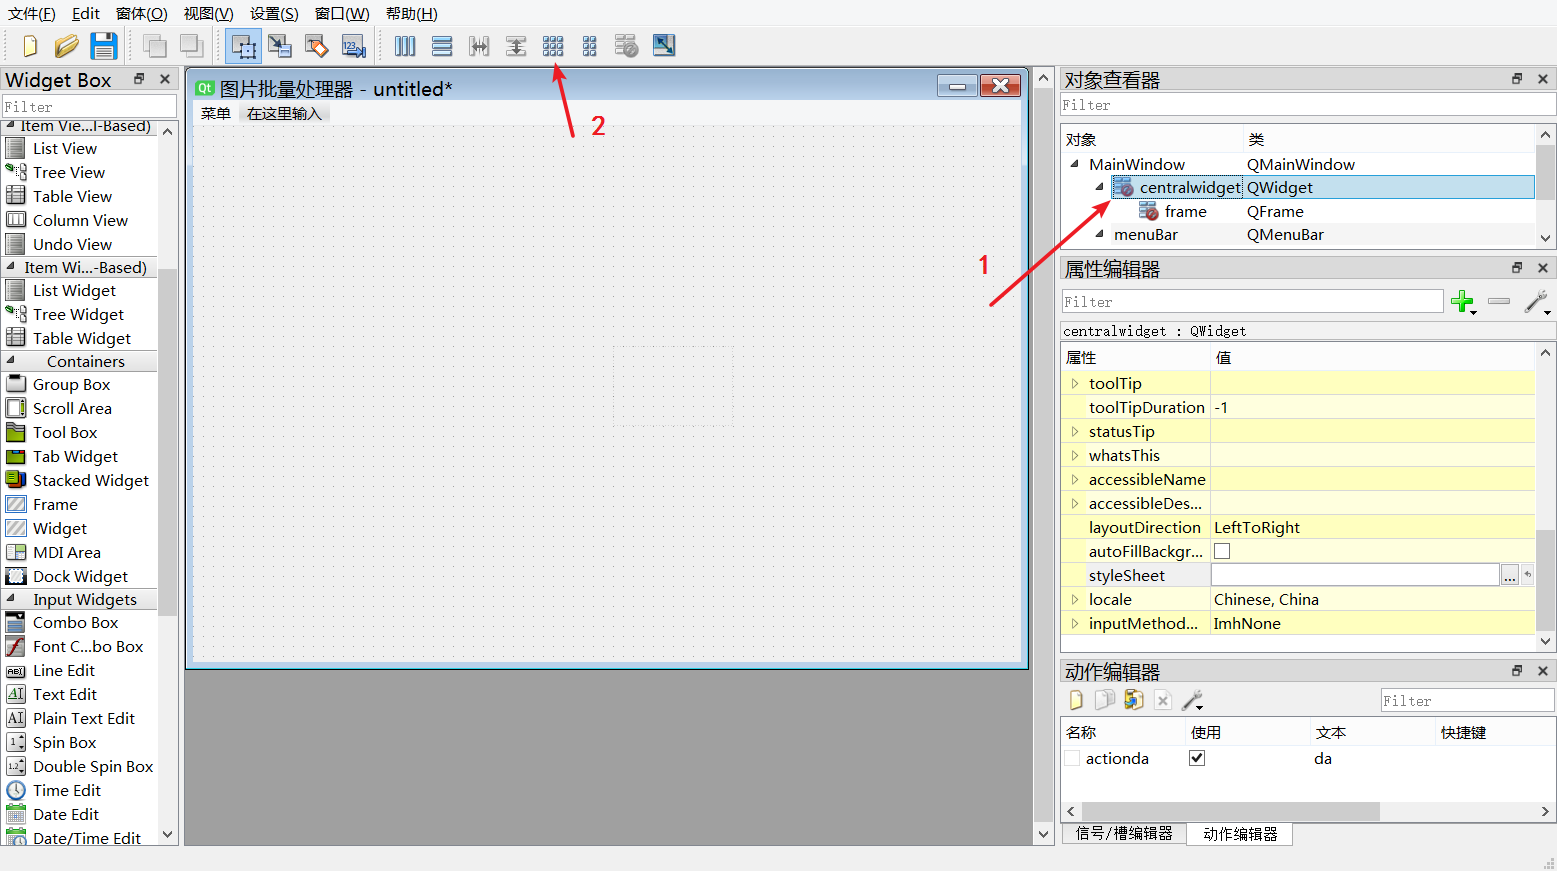 文件(F) Edit 窗体(O) 视图(V) 设置(S) 窗口(W) 帮助(H)
Widget Box
Filter
Item Vie...l-Based)
List View
Tree View
Table View
Column View
Undo View
Item Wi...-Based)
List Widget
Tree Widget
Table Widget
Containers
Group Box
Scroll Area
Tool Box
Tab Widget
Stacked Widget
Frame
Widget
MDI Area
Dock Widget
Input Widgets
Combo Box
Font C...bo Box
Line Edit
Text Edit
Plain Text Edit
Spin Box
Double Spin Box
Time Edit
Date Edit
Date/Time Edit
Qt 图片批量处理器 - untitled*
菜单 在这里输入
2
1
对象查看器
Filter
对象 类
MainWindow QMainWindow
centralwidget QWidget
frame QFrame
menuBar QMenuBar
属性编辑器
Filter
centralwidget : QWidget
属性 值
toolTip
toolTipDuration -1
statusTip
whatsThis
accessibleName
accessibleDes...
layoutDirection LeftToRight
autoFillBackgr...
styleSheet ...
locale Chinese, China
inputMethod... ImhNone
动作编辑器
Filter
名称 使用 文本 快捷键
actionda da
信号/槽编辑器 动作编辑器